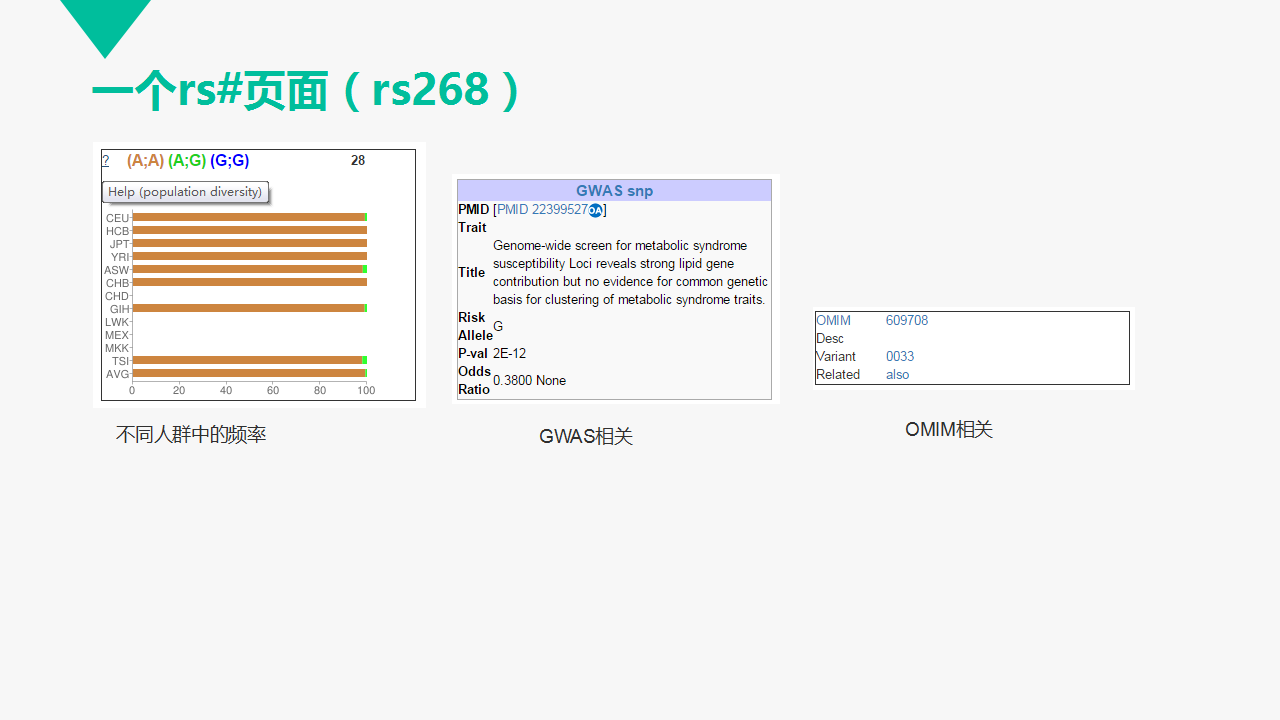 一个rs#页面（rs268）
? (A;A) (A;G) (G;G) 28
Help (population diversity)
CEU
HCB
JPT
YRI
ASW
CHB
CHD
GIH
LWK
MEX
MKK
TSI
AVG
0 20 40 60 80 100
不同人群中的频率
GWAS snp
PMID [PMID 22399527OA]
Trait
Title Genome-wide screen for metabolic syndrome
susceptibility Loci reveals strong lipid gene
contribution but no evidence for common genetic
basis for clustering of metabolic syndrome traits.
Risk
Allele G
P-val 2E-12
Odds
Ratio 0.3800 None
GWAS相关
OMIM 609708
Desc
Variant 0033
Related also
OMIM相关